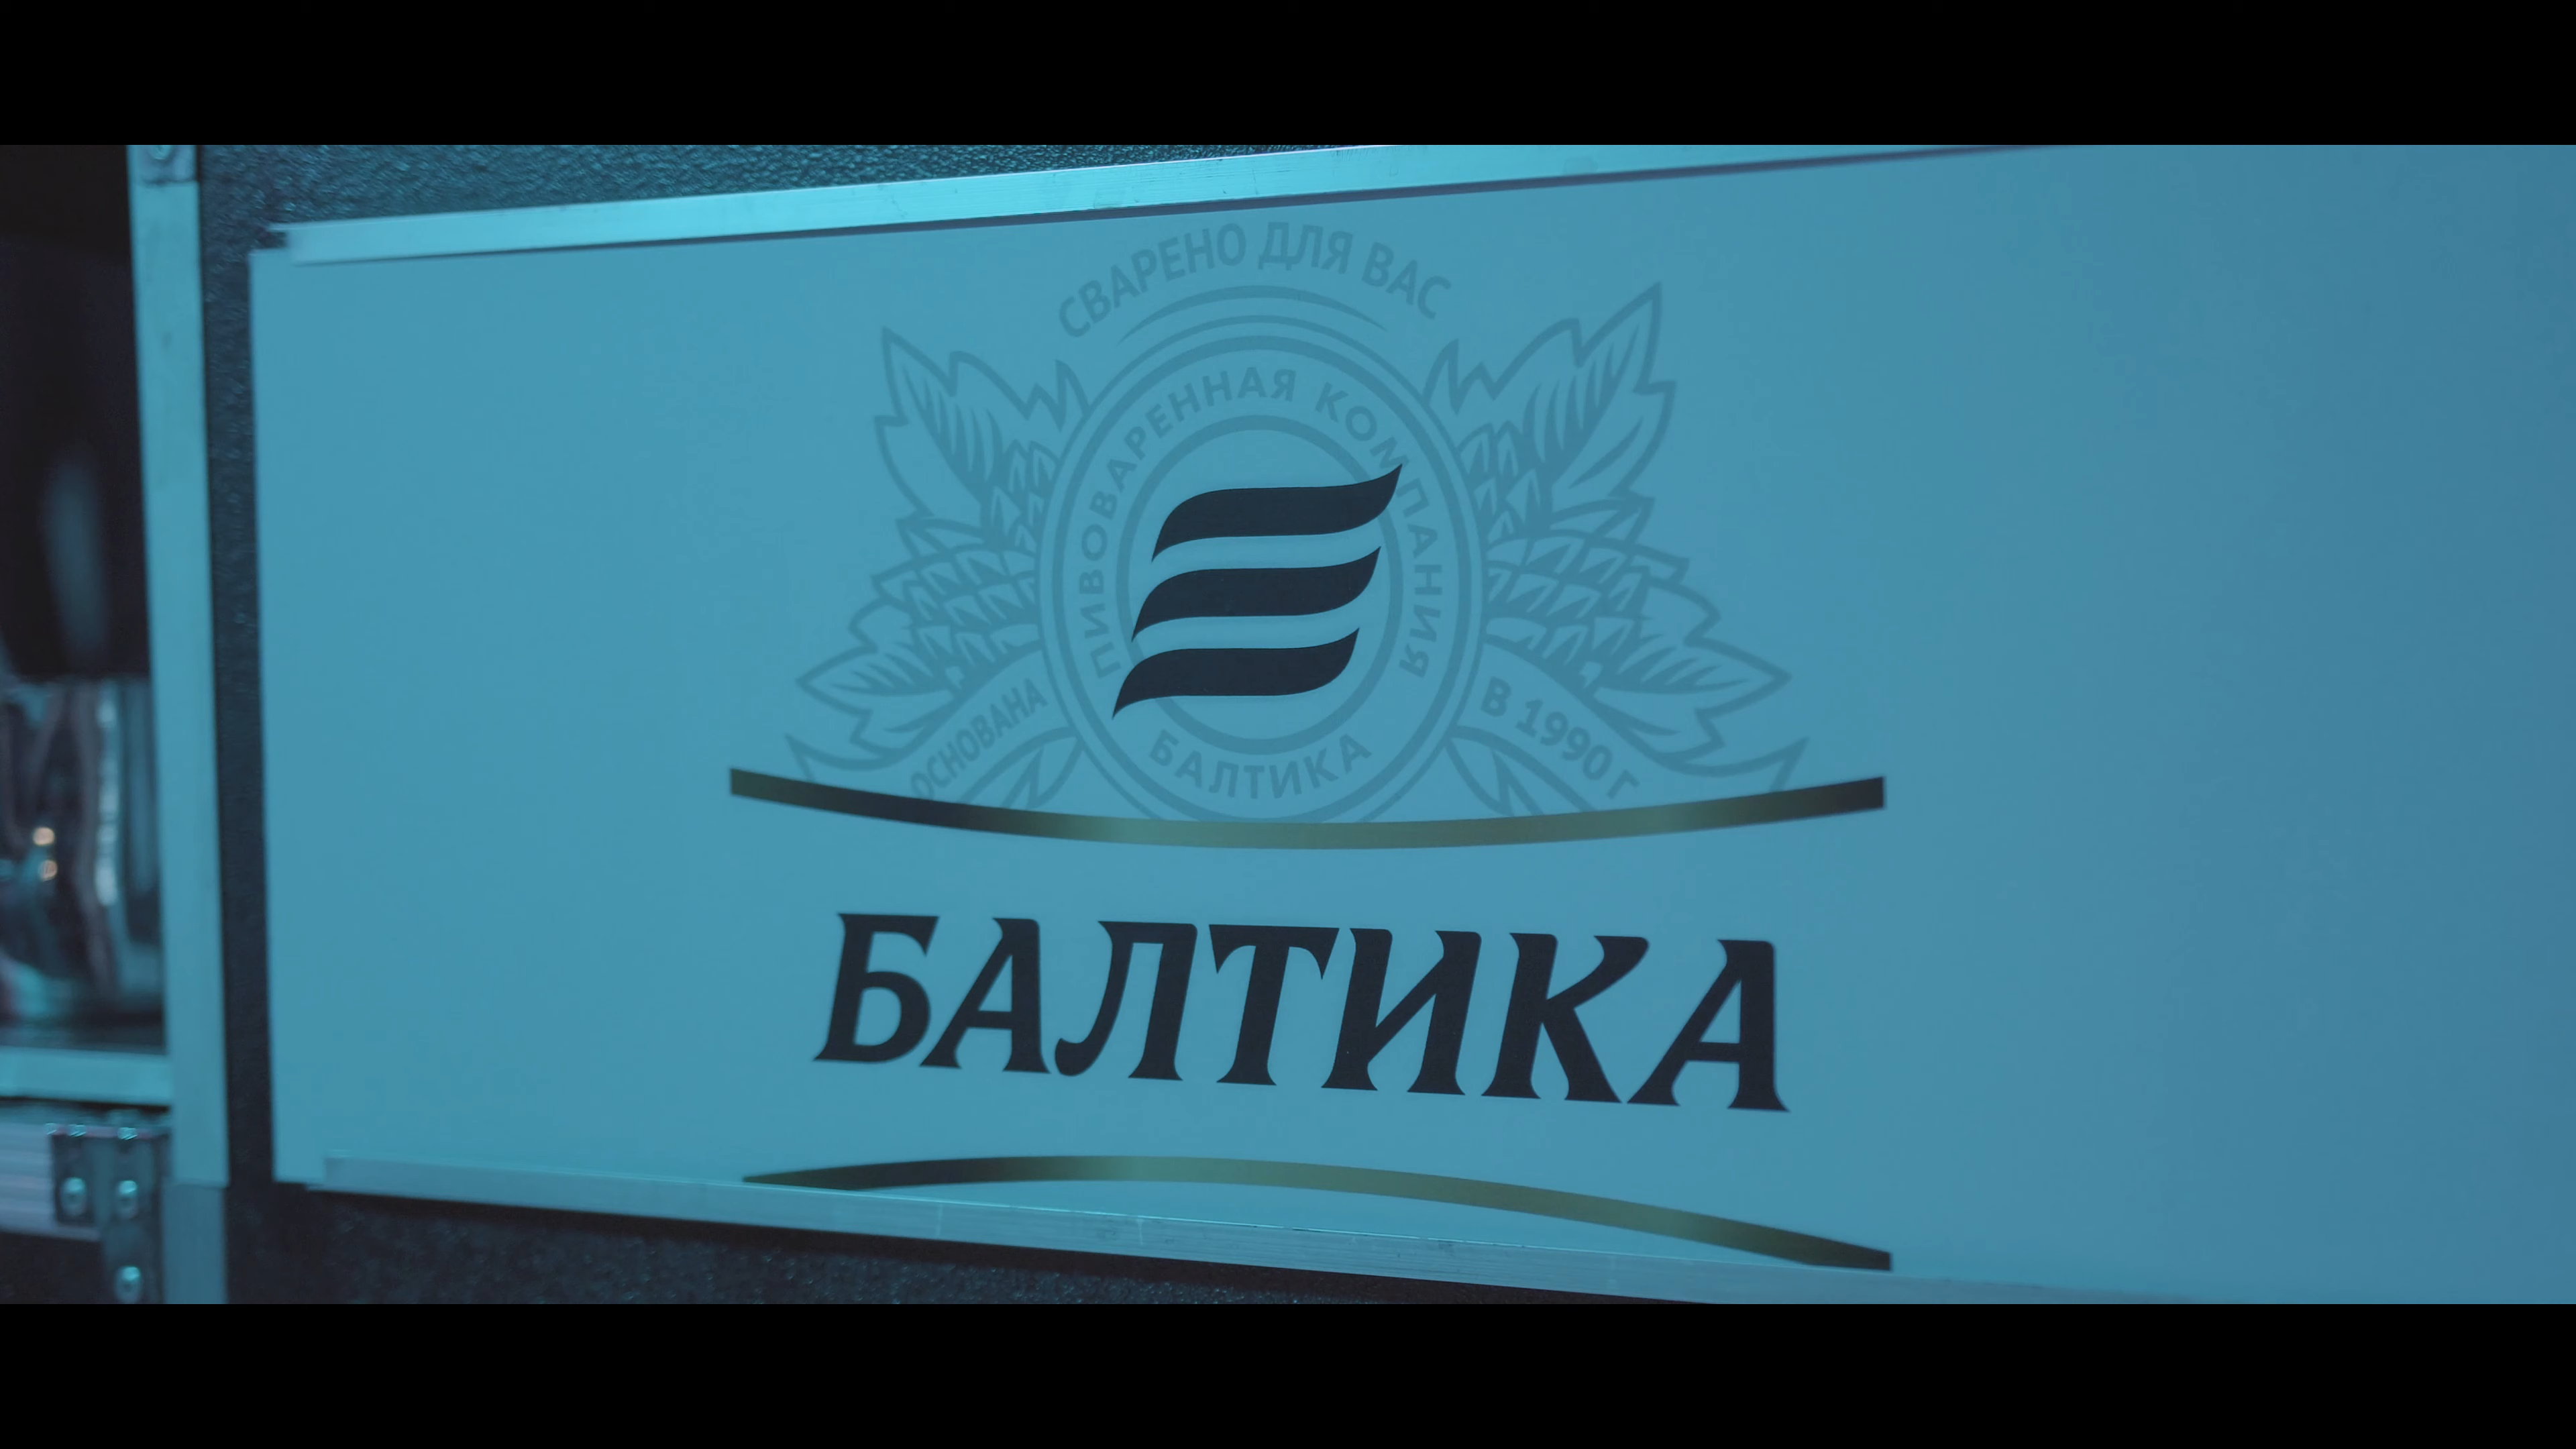 СВАРЕНО ДЛЯ ВАС
ПИВОВАРЕННАЯ КОМПАНИЯ
БАЛТИКА
ОСНОВАНА В 1990 Г
БАЛТИКА